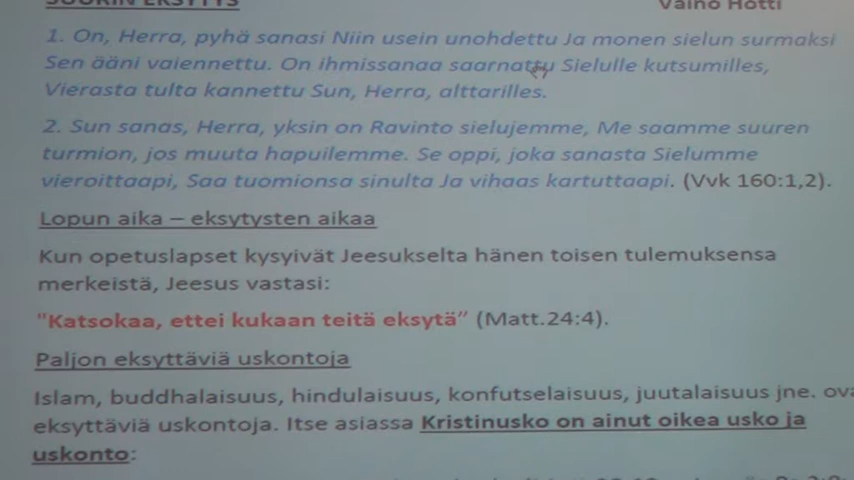 SUURIN EKSYTYS Väinö Hotti
1. On, Herra, pyhä sanasi Niin usein unohdettu Ja monen sielun surmaksi
Sen ääni vaiennettu. On ihmissanaa saarnattu Sielulle kutsumilles,
Vierasta tulta kannettu Sun, Herra, alttarilles.
2. Sun sanas, Herra, yksin on Ravinto sielujemme, Me saamme suuren
turmion, jos muuta hapuilemme. Se oppi, joka sanasta Sielumme
vieroittaapi, Saa tuomionsa sinulta Ja vihaas kartuttaapi. (Vvk 160:1,2).
Lopun aika – eksytysten aikaa
Kun opetuslapset kysyivät Jeesukselta hänen toisen tulemuksensa
merkeistä, Jeesus vastasi:
"Katsokaa, ettei kukaan teitä eksytä” (Matt.24:4).
Paljon eksyttäviä uskontoja
Islam, buddhalaisuus, hindulaisuus, konfutselaisuus, juutalaisuus jne. ova
eksyttäviä uskontoja. Itse asiassa Kristinusko on ainut oikea usko ja
uskonto: